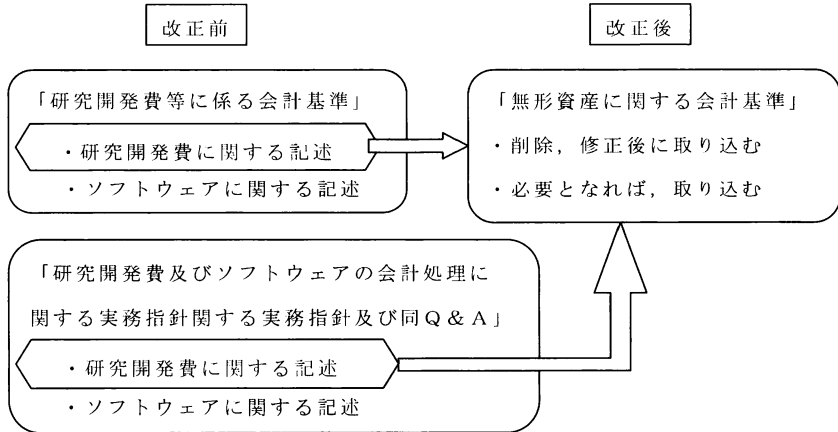 改正前
改正後
「研究開発費等に係る会計基準」
・研究開発費に関する記述
・ソフトウェアに関する記述
「無形資産に関する会計基準」
・削除，修正後に取り込む
・必要となれば，取り込む
「研究開発費及びソフトウェアの会計処理に
関する実務指針関する実務指針及び同Ｑ＆Ａ」
・研究開発費に関する記述
・ソフトウェアに関する記述